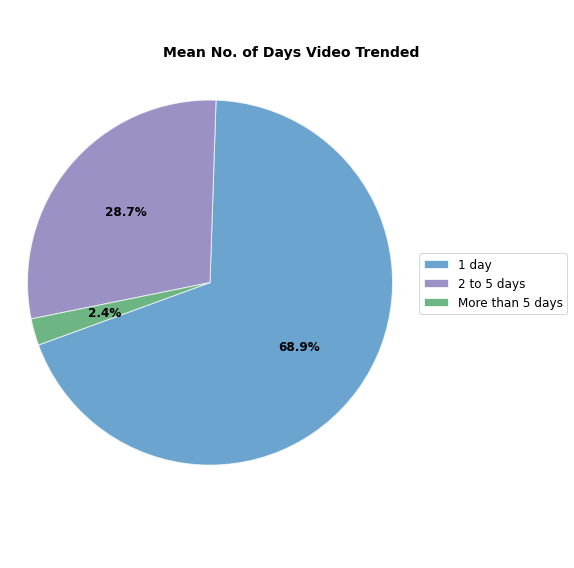 Mean No. of Days Video Trended
28.7%
2.4%
68.9%
1 day
2 to 5 days
More than 5 days